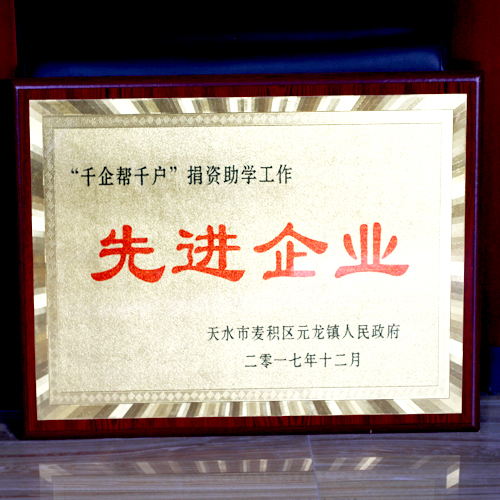 “千企帮千户”捐资助学工作
先进企业
天水市麦积区元龙镇人民政府
二零一七年十二月